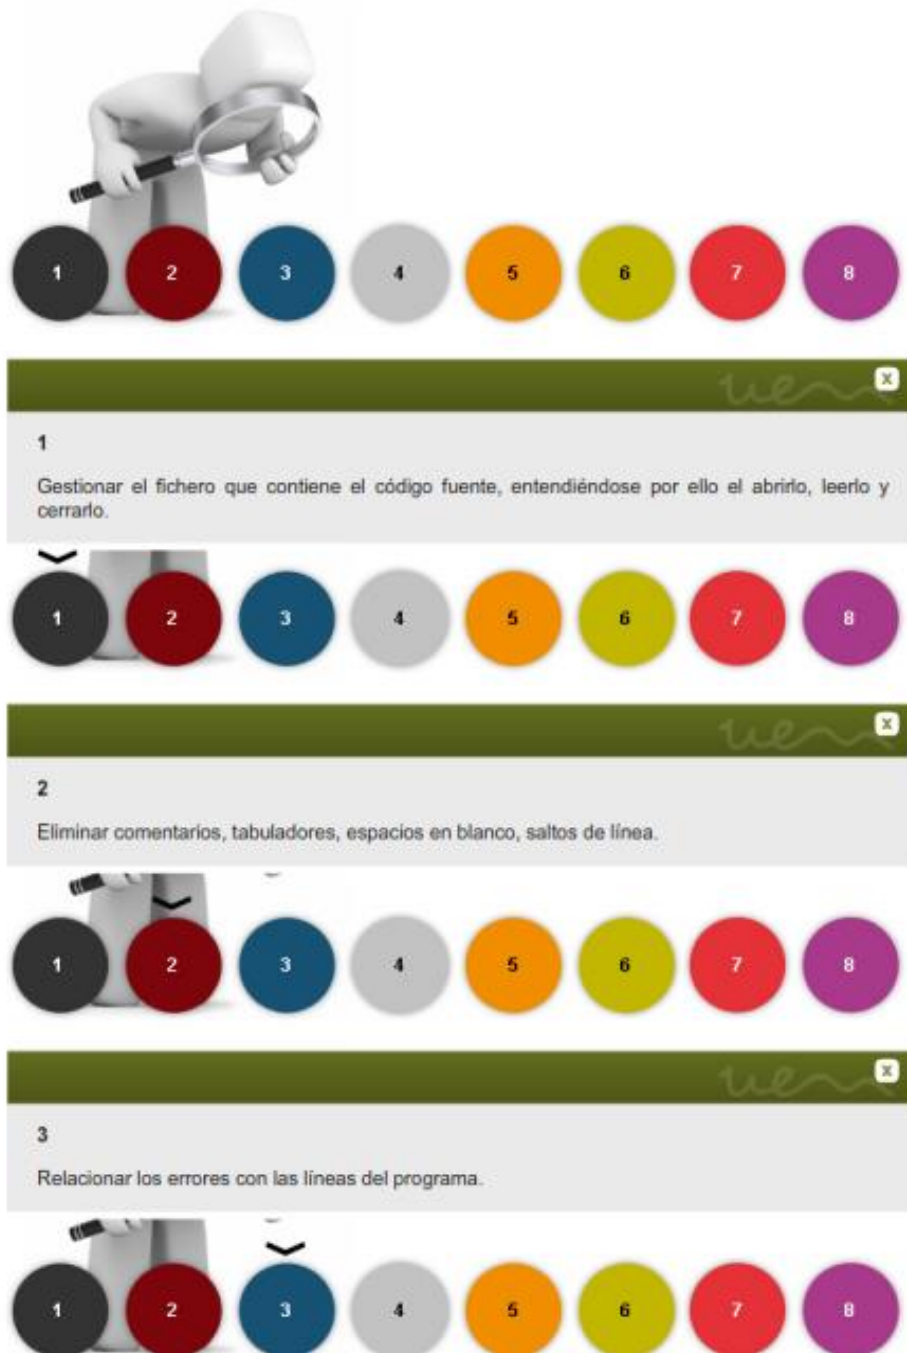 1 2 3 4 5 6 7 8
uem x
1
Gestionar el fichero que contiene el código fuente, entendiéndose por ello el abrirlo, leerlo y
cerrarlo.
1 2 3 4 5 6 7 8
uem x
2
Eliminar comentarios, tabuladores, espacios en blanco, saltos de línea.
1 2 3 4 5 6 7 8
uem x
3
Relacionar los errores con las líneas del programa.
1 2 3 4 5 6 7 8